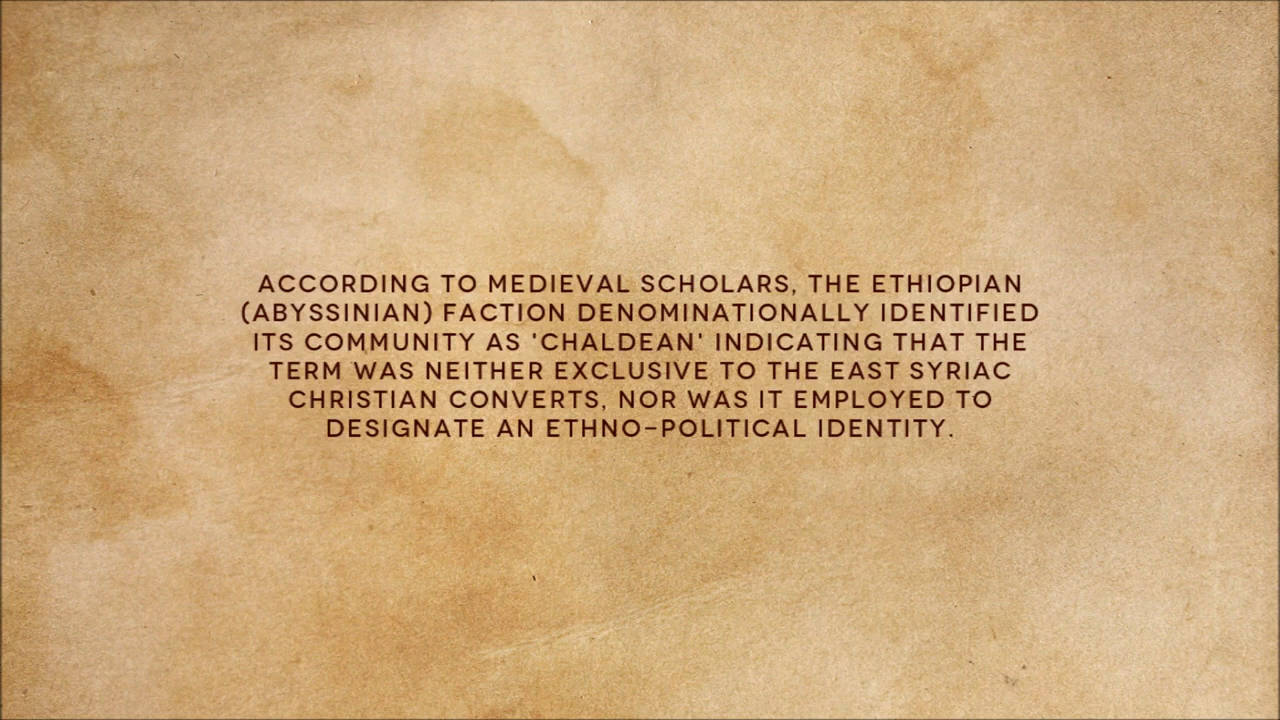 ACCORDING TO MEDIEVAL SCHOLARS, THE ETHIOPIAN
(ABYSSINIAN) FACTION DENOMINATIONALLY IDENTIFIED
ITS COMMUNITY AS 'CHALDEAN' INDICATING THAT THE
TERM WAS NEITHER EXCLUSIVE TO THE EAST SYRIAC
CHRISTIAN CONVERTS, NOR WAS IT EMPLOYED TO
DESIGNATE AN ETHNO-POLITICAL IDENTITY.